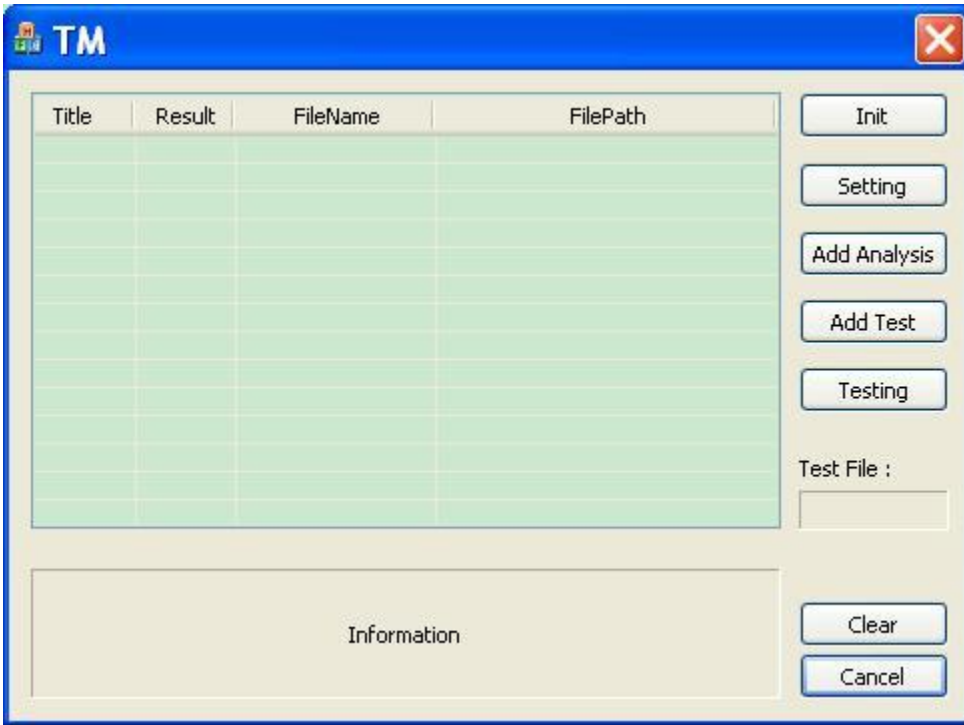 TM
Title Result FileName FilePath
Init
Setting
Add Analysis
Add Test
Testing
Test File :
Information
Clear
Cancel